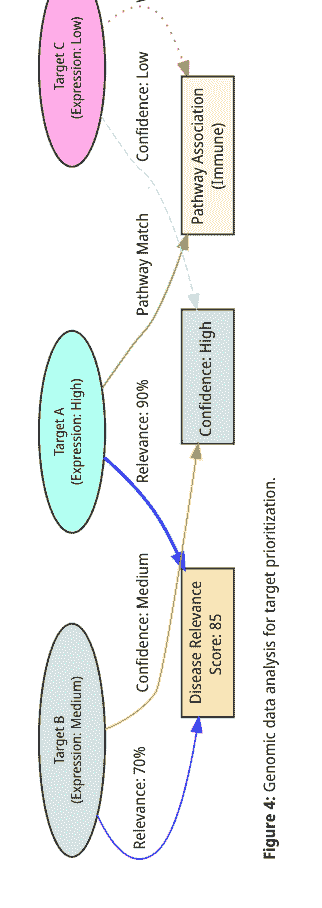 Target B
(Expression: Medium)
Target A
(Expression: High)
Target C
(Expression: Low)
Relevance: 70%
Confidence: Medium
Relevance: 90%
Pathway Match
Confidence: Low
Disease Relevance
Score: 85
Confidence: High
Pathway Association
(Immune)
Figure 4: Genomic data analysis for target prioritization.